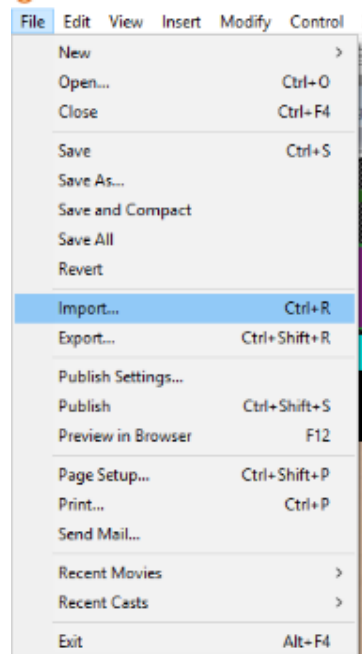 File Edit View Insert Modify Control
New >
Open... Ctrl+O
Close Ctrl+F4
Save Ctrl+S
Save As...
Save and Compact
Save All
Revert
Import... Ctrl+R
Export... Ctrl+Shift+R
Publish Settings...
Publish Ctrl+Shift+S
Preview in Browser F12
Page Setup... Ctrl+Shift+P
Print... Ctrl+P
Send Mail...
Recent Movies >
Recent Casts >
Exit Alt+F4